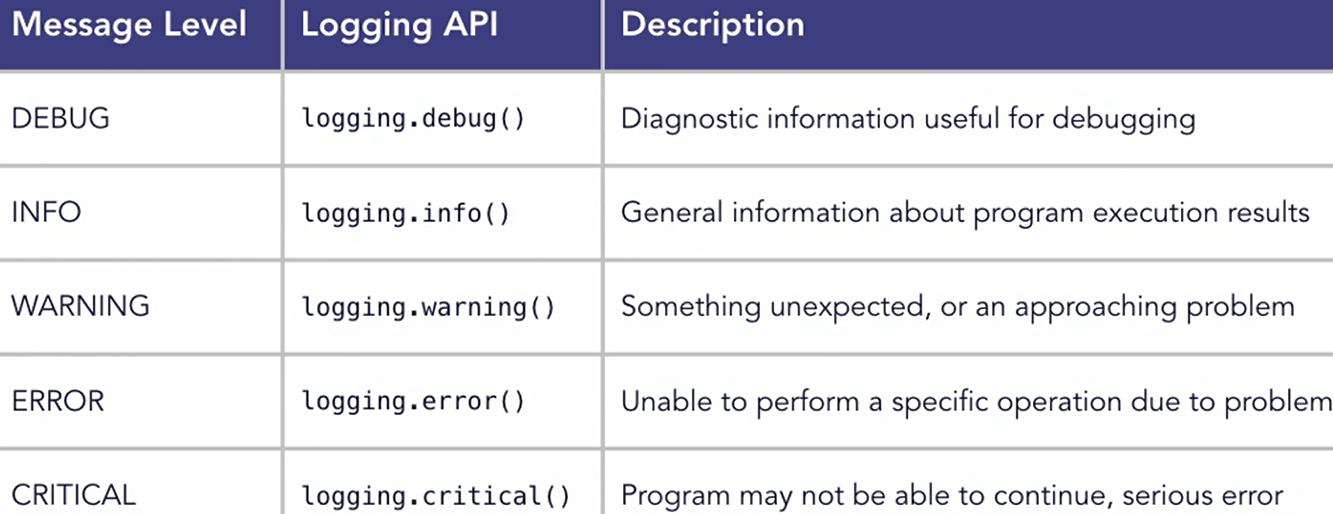 Message Level Logging API Description
DEBUG logging.debug() Diagnostic information useful for debugging
INFO logging.info() General information about program execution results
WARNING logging.warning() Something unexpected, or an approaching problem
ERROR logging.error() Unable to perform a specific operation due to problem
CRITICAL logging.critical() Program may not be able to continue, serious error